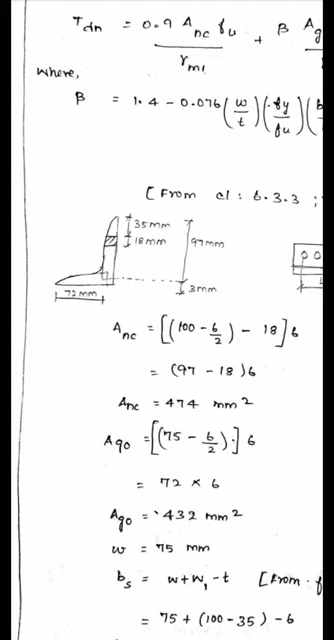 Tdn = 0.9 Anc fu / γm1 + β Ag
where,
β = 1.4 - 0.076 (w/t) (fy/fu) (b
[From cl: 6.3.3 ;
35mm
18mm
97mm
3mm
72mm
Anc = [(100 - 6/2) - 18] 6
= (97 - 18) 6
Anc = 474 mm2
Ago = [(75 - 6/2)] 6
= 72 x 6
Ago = 432 mm2
w = 75 mm
bs = w + w1 - t [From
= 75 + (100 - 35) - 6